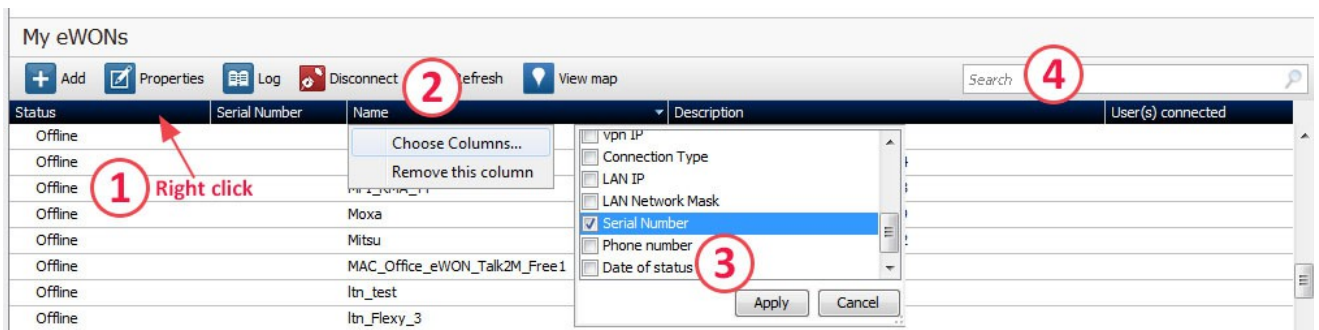 My eWONs
Add Properties Log Disconnect 2 efresh View map Search 4
Status Serial Number Name Description User(s) connected
Offline
Offline
Offline
Offline Moxa
Offline Mitsu
Offline MAC_Office_eWON_Talk2M_Free1
Offline ltn_test
Offline ltn_Flexy_3
1 Right click
Choose Columns...
Remove this column
vpn IP
Connection Type
LAN IP
LAN Network Mask
Serial Number
Phone number
Date of status 3
Apply Cancel